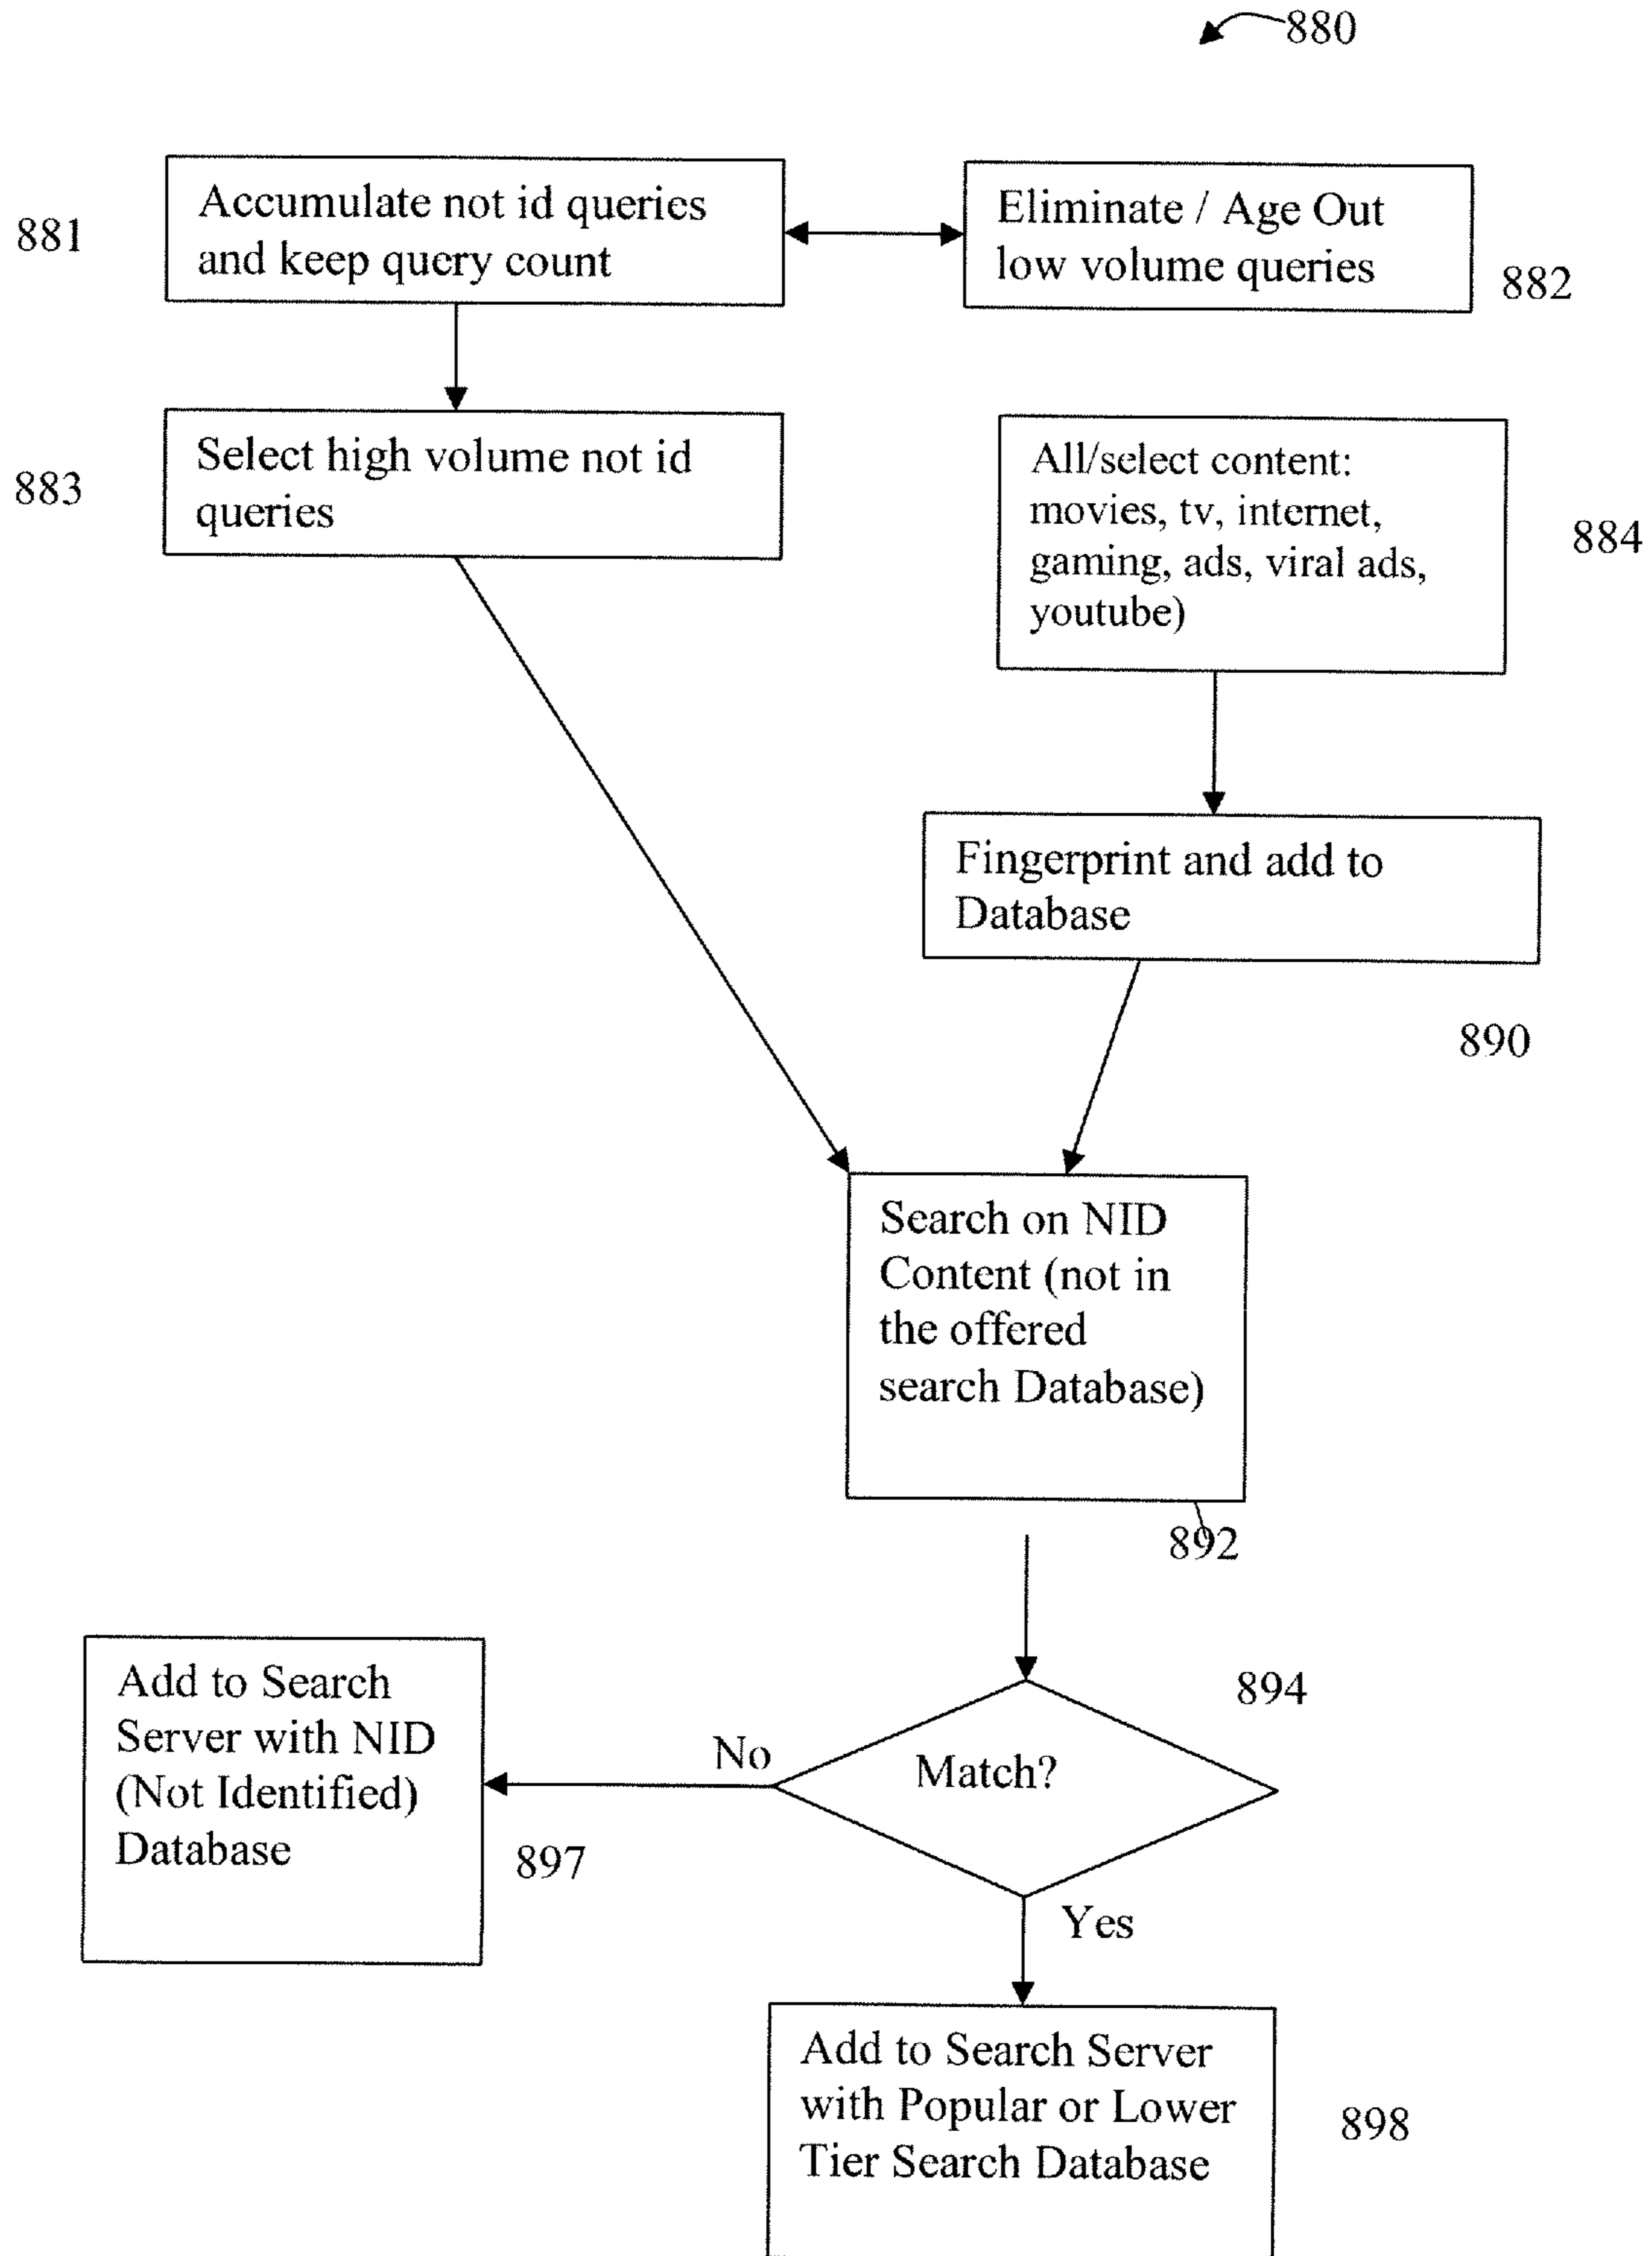 880
Accumulate not id queries
and keep query count
881
Eliminate / Age Out
low volume queries
882
Select high volume not id
queries
883
All/select content:
movies, tv, internet,
gaming, ads, viral ads,
youtube)
884
Fingerprint and add to
Database
890
Search on NID
Content (not in
the offered
search Database)
892
894
Match?
No
Yes
Add to Search
Server with NID
(Not Identified)
Database
897
Add to Search Server
with Popular or Lower
Tier Search Database
898